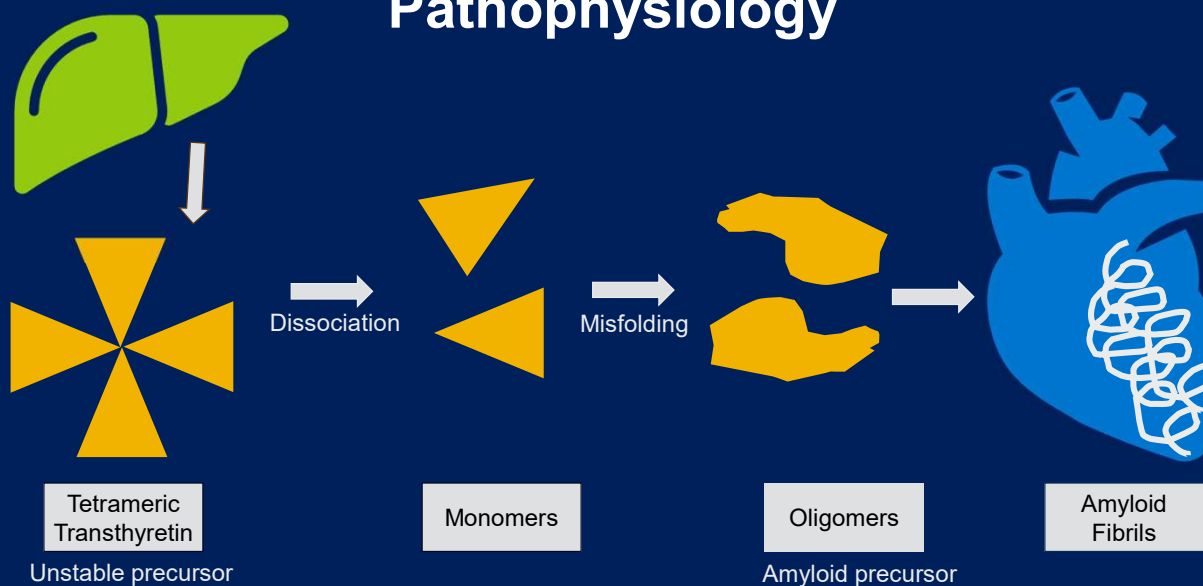 Pathophysiology
Dissociation
Misfolding
Tetrameric
Transthyretin
Monomers
Oligomers
Amyloid
Fibrils
Unstable precursor
Amyloid precursor